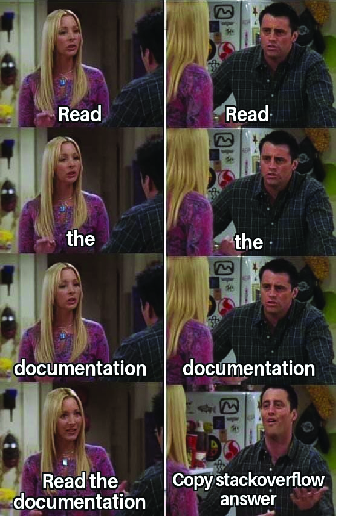 Read
Read
the
the
documentation
documentation
Read the
documentation
Copy stackoverflow
answer